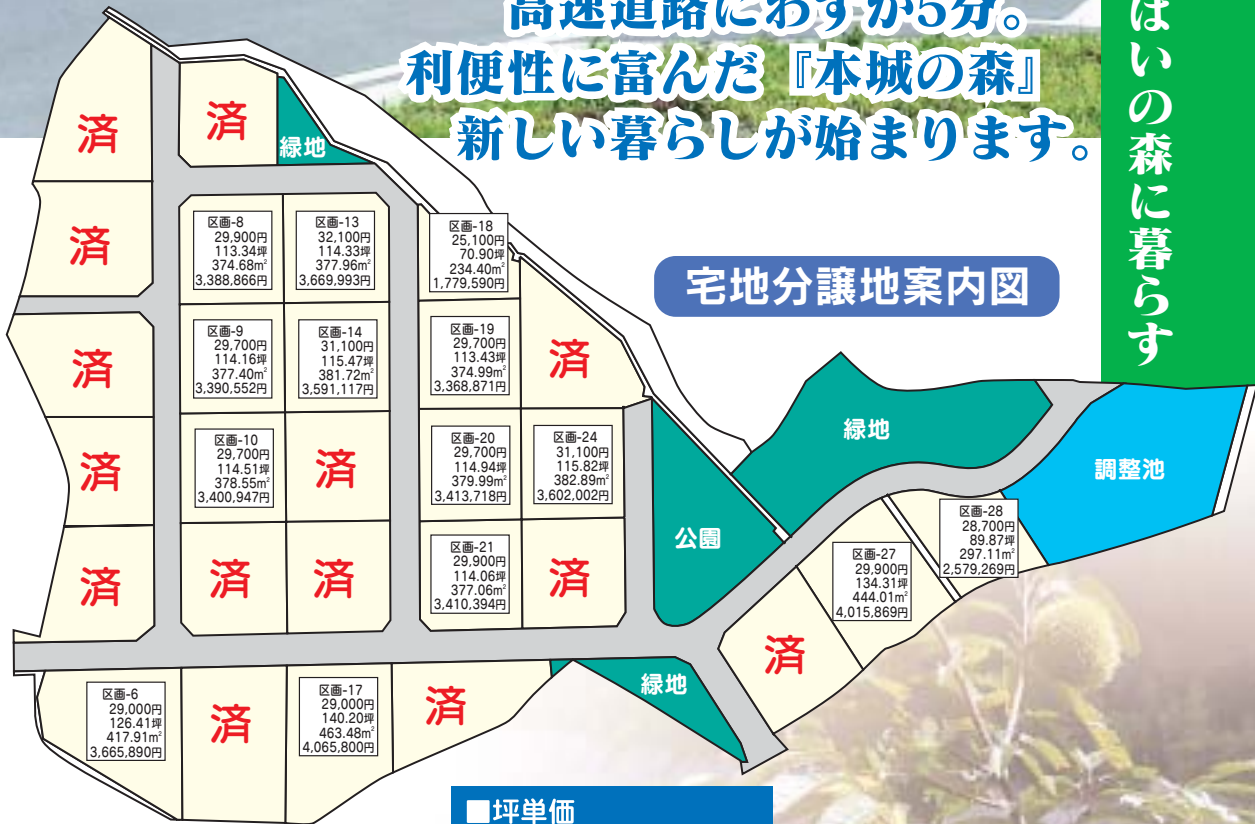 高速道路にわずか5分。
利便性に富んだ『本城の森』
新しい暮らしが始まります。
はいの森に暮らす
宅地分譲地案内図
済
済
緑地
済
区画-8
29,900円
113.34坪
374.68m²
3,388,866円
区画-13
32,100円
114.33坪
377.96m²
3,669,993円
区画-18
25,100円
70.90坪
234.40m²
1,779,590円
済
区画-9
29,700円
114.16坪
377.40m²
3,390,552円
区画-14
31,100円
115.47坪
381.72m²
3,591,117円
区画-19
29,700円
113.43坪
374.99m²
3,368,871円
済
済
区画-10
29,700円
114.51坪
378.55m²
3,400,947円
済
区画-20
29,700円
114.94坪
379.99m²
3,413,718円
区画-24
31,100円
115.82坪
382.89m²
3,602,002円
緑地
調整池
公園
済
済
済
区画-21
29,900円
114.06坪
377.06m²
3,410,394円
済
区画-27
29,900円
134.31坪
444.01m²
4,015,869円
区画-28
28,700円
89.87坪
297.11m²
2,579,269円
済
緑地
区画-6
29,000円
126.41坪
417.91m²
3,665,890円
済
区画-17
29,000円
140.20坪
463.48m²
4,065,800円
済
■坪単価